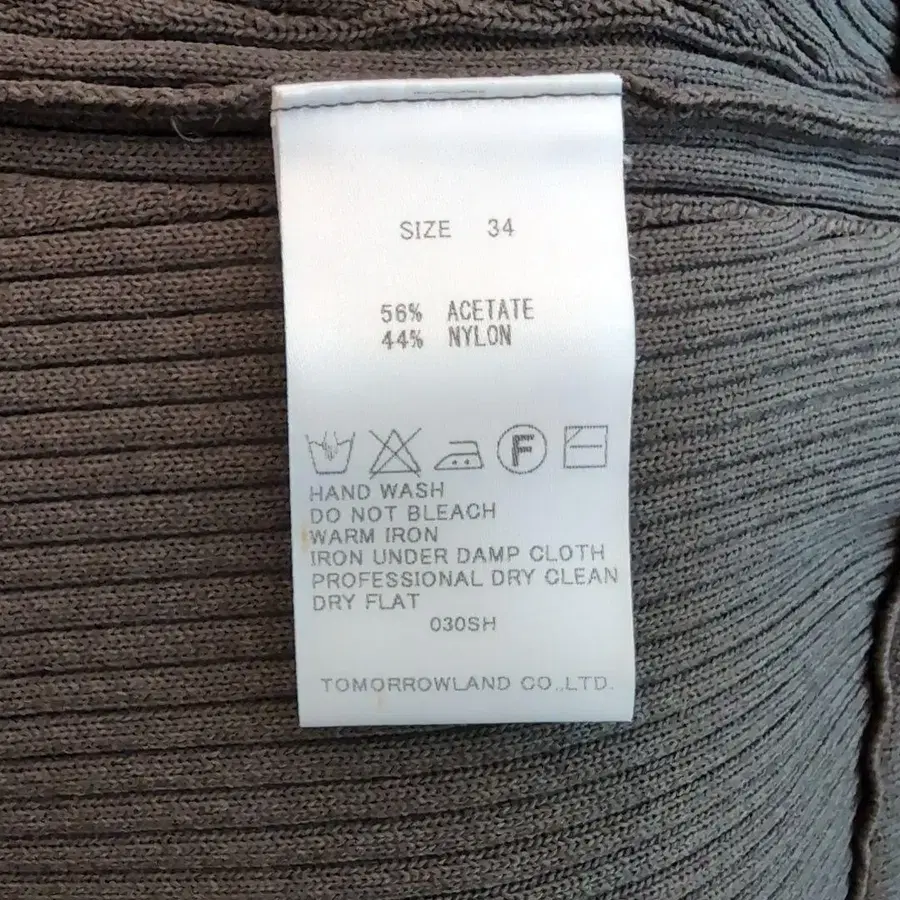 SIZE 34
56% ACETATE
44% NYLON
F
HAND WASH
DO NOT BLEACH
WARM IRON
IRON UNDER DAMP CLOTH
PROFESSIONAL DRY CLEAN
DRY FLAT
030SH
TOMORROWLAND CO.,LTD.